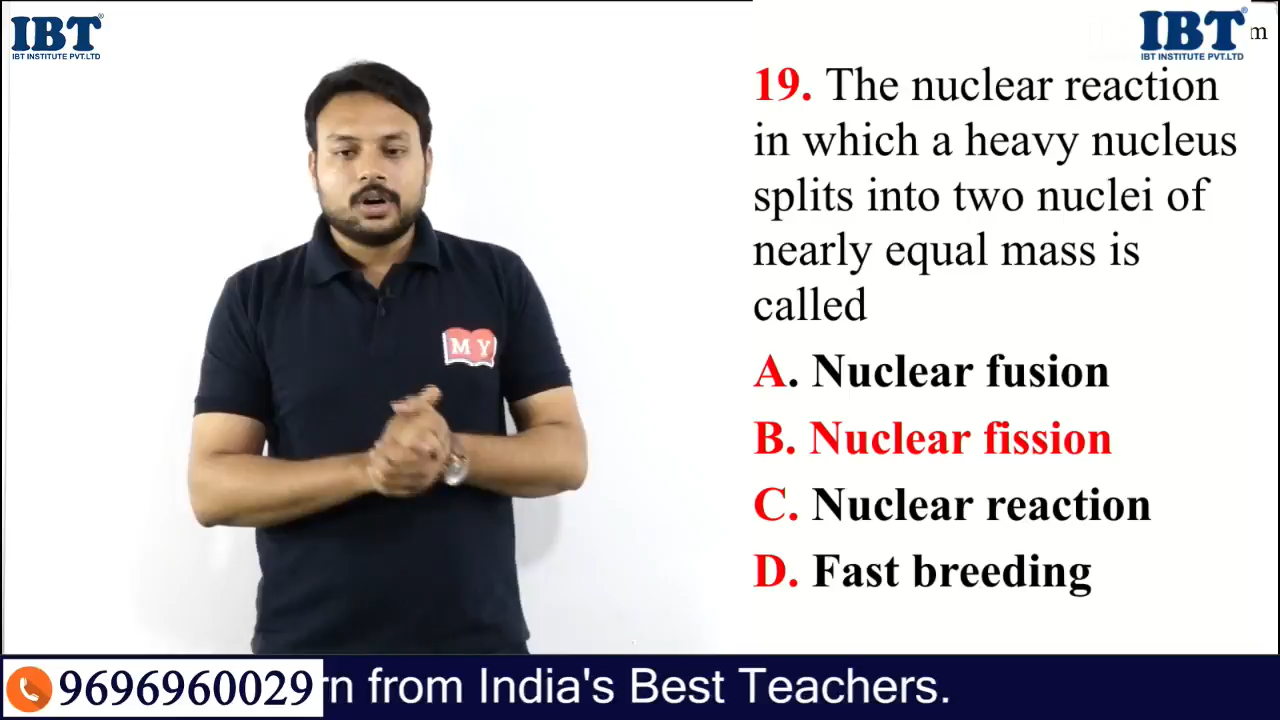 IBT®
IBT INSTITUTE PVT.LTD
IBT®
IBT INSTITUTE PVT.LTD
m
19. The nuclear reaction
in which a heavy nucleus
splits into two nuclei of
nearly equal mass is
called
A. Nuclear fusion
B. Nuclear fission
C. Nuclear reaction
D. Fast breeding
M Y
9696960029
rn from India's Best Teachers.